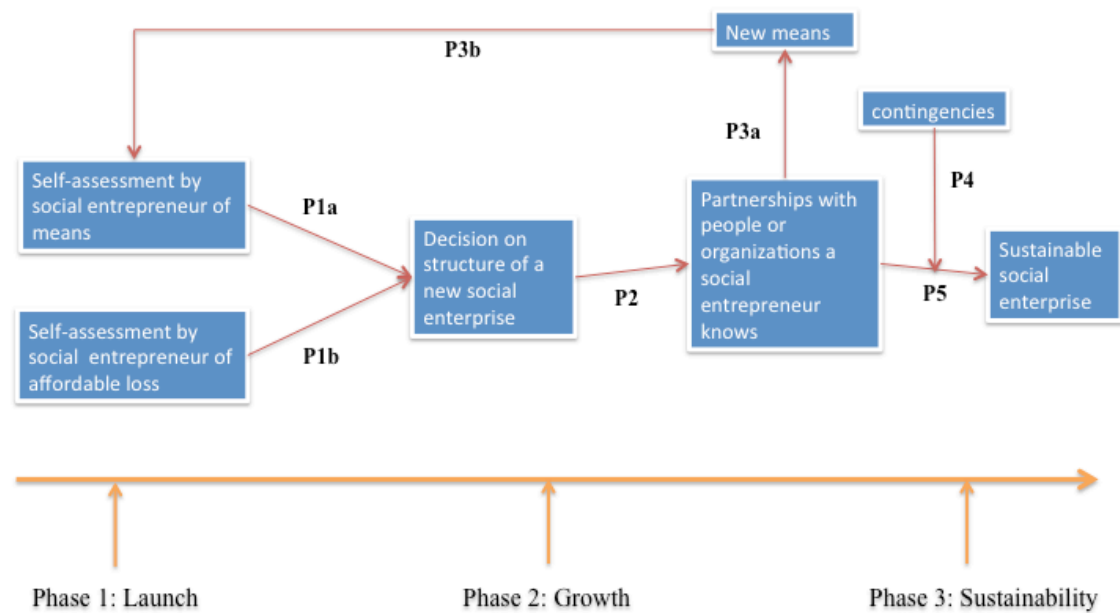 New means
P3b
contingencies
P3a
P4
Self-assessment by
social entrepreneur of
means
P1a
Partnerships with
people or
organizations a
social
entrepreneur
knows
Decision on
structure of a
new social
enterprise
P2
Sustainable
social
enterprise
P5
Self-assessment by
social  entrepreneur of
affordable loss
P1b
Phase 1: Launch
Phase 2: Growth
Phase 3: Sustainability